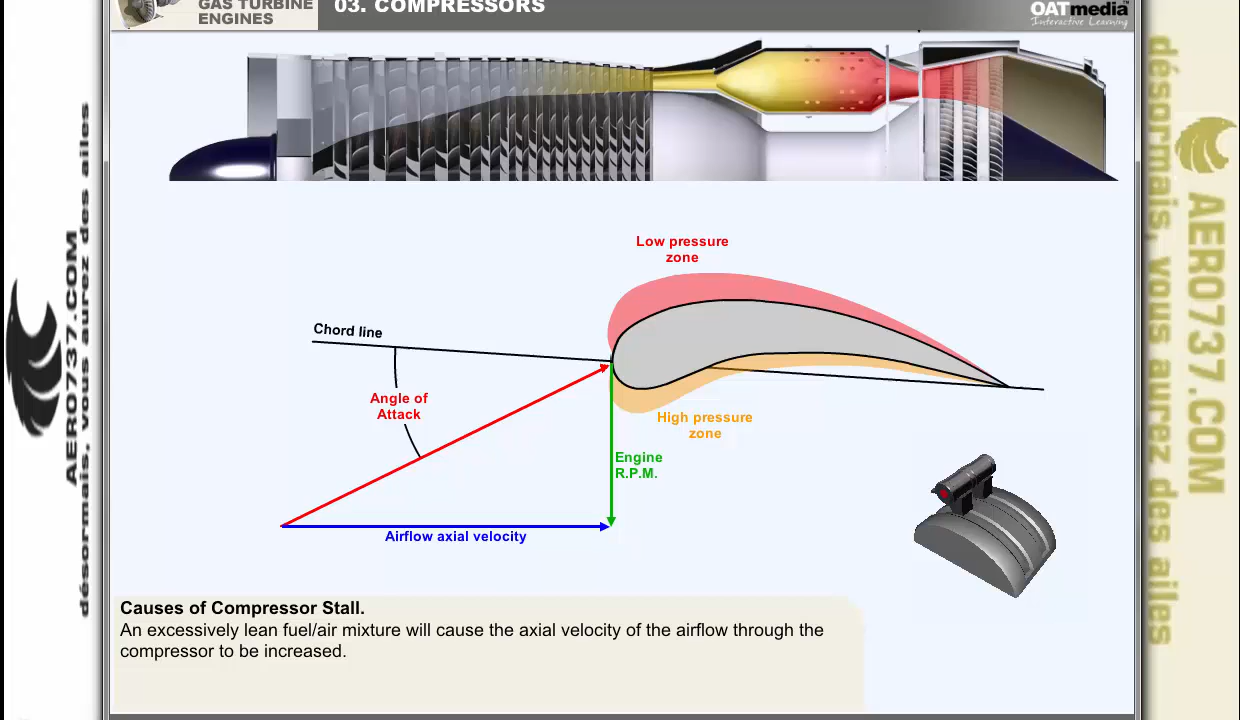 GAS TURBINE
ENGINES
03. COMPRESSORS
OATmedia
Interactive Learning
Low pressure
zone
Chord line
Angle of
Attack
High pressure
zone
Engine
R.P.M.
Airflow axial velocity
Causes of Compressor Stall.
An excessively lean fuel/air mixture will cause the axial velocity of the airflow through the
compressor to be increased.
AERO737.COM
désormais, vous aurez des ailes
AERO737.COM
désormais, vous aurez des ailes